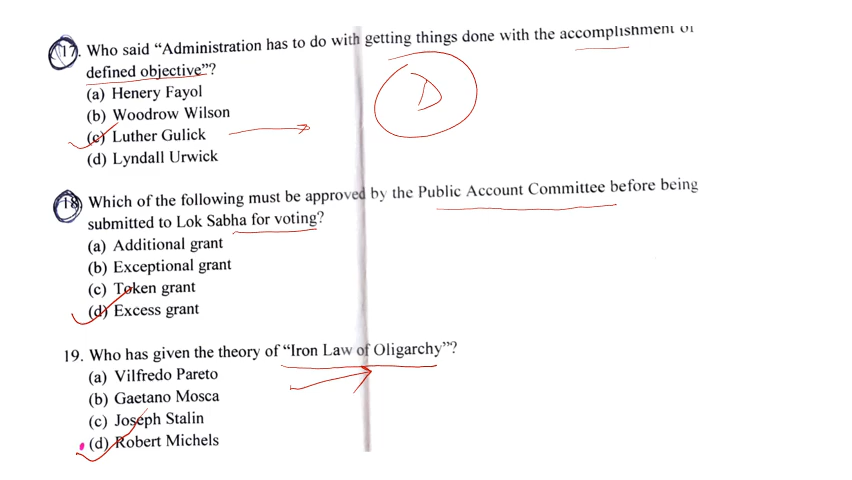 17. Who said “Administration has to do with getting things done with the accomplishment of
defined objective”?
(a) Henery Fayol
(b) Woodrow Wilson
(c) Luther Gulick
(d) Lyndall Urwick
D
18. Which of the following must be approved by the Public Account Committee before being
submitted to Lok Sabha for voting?
(a) Additional grant
(b) Exceptional grant
(c) Token grant
(d) Excess grant
19. Who has given the theory of “Iron Law of Oligarchy”?
(a) Vilfredo Pareto
(b) Gaetano Mosca
(c) Joseph Stalin
(d) Robert Michels